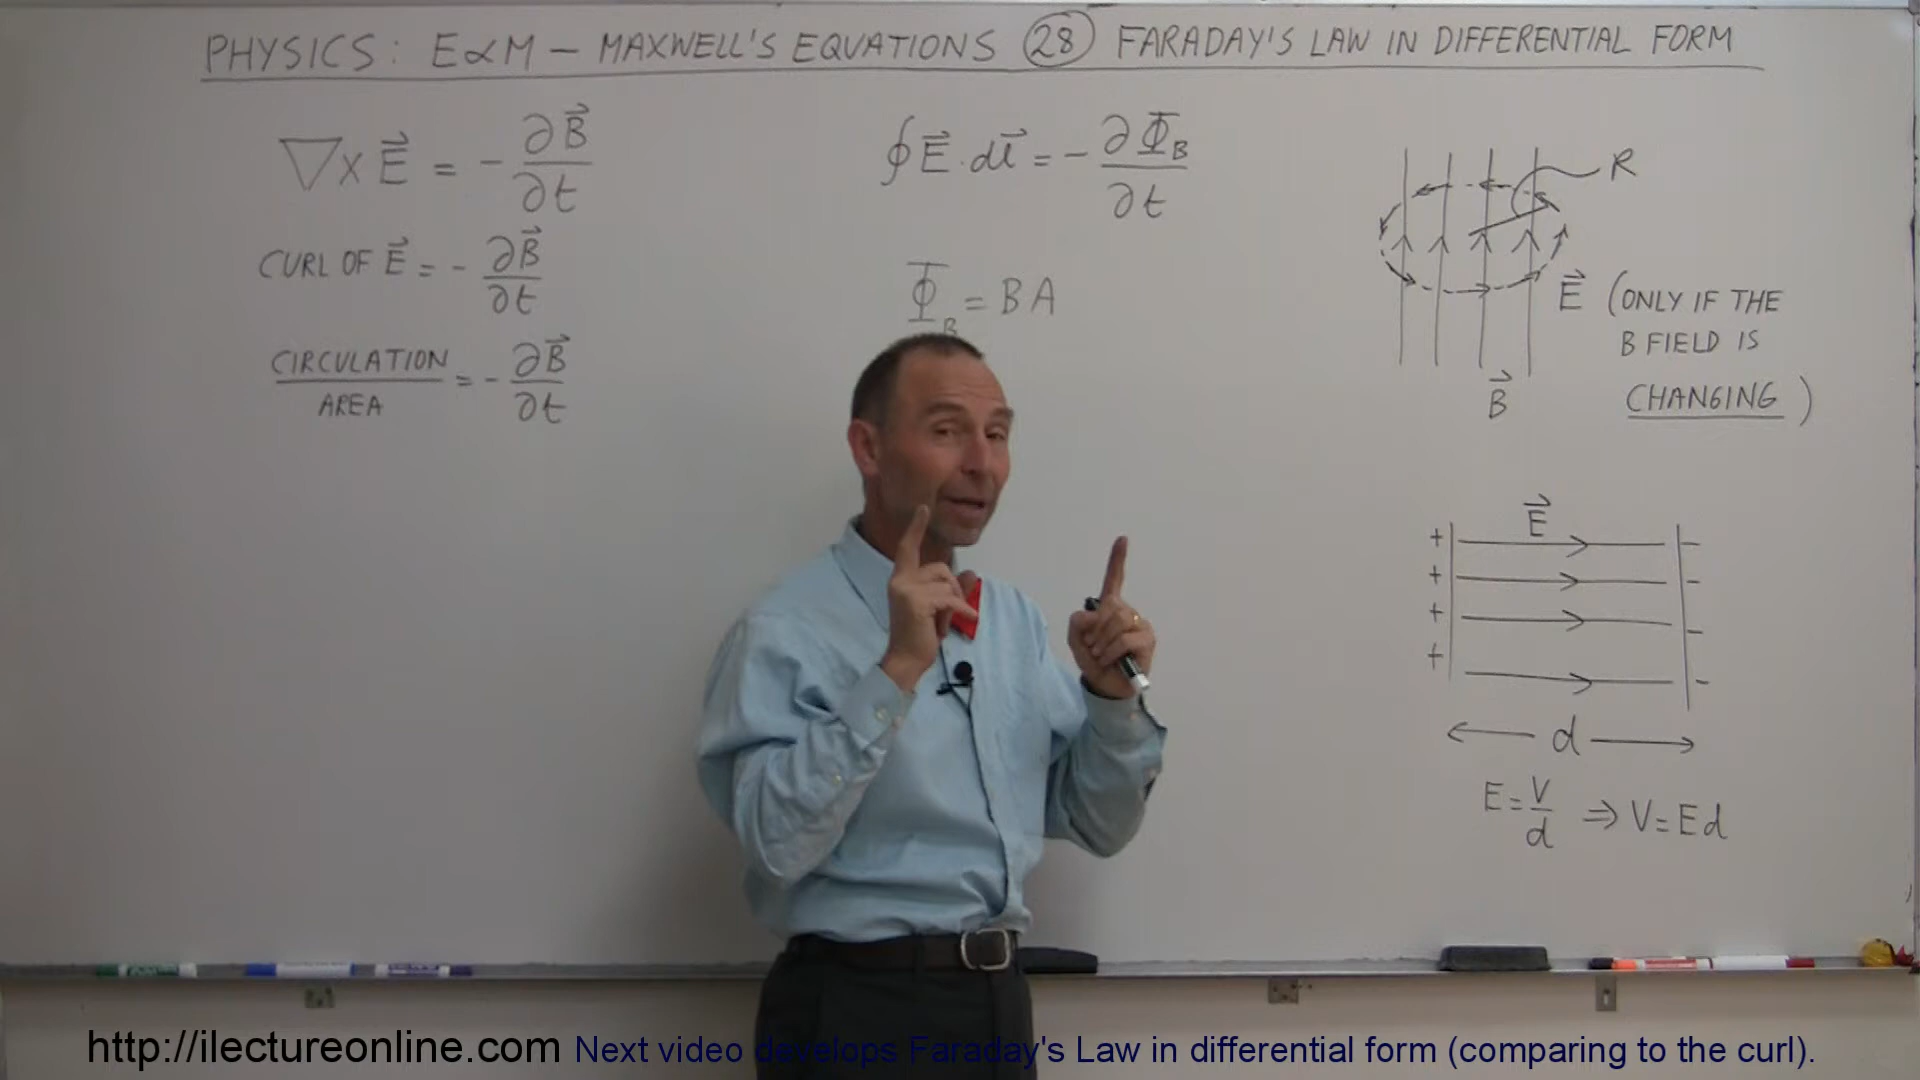 PHYSICS: E&M – MAXWELL'S EQUATIONS 28 FARADAY'S LAW IN DIFFERENTIAL FORM
∇ x E⃗ = - ∂B⃗/∂t
CURL OF E⃗ = - ∂B⃗/∂t
CIRCULATION/AREA = - ∂B⃗/∂t
∮ E⃗ · dl⃗ = - ∂Φ_B/∂t
Φ_B = BA
R
E⃗ (ONLY IF THE
B FIELD IS
CHANGING)
B⃗
E⃗
+ -
+ -
+ -
+ -
d
E = V/d ⇒ V = Ed
http://ilectureonline.com Next video develops Faraday's Law in differential form (comparing to the curl).